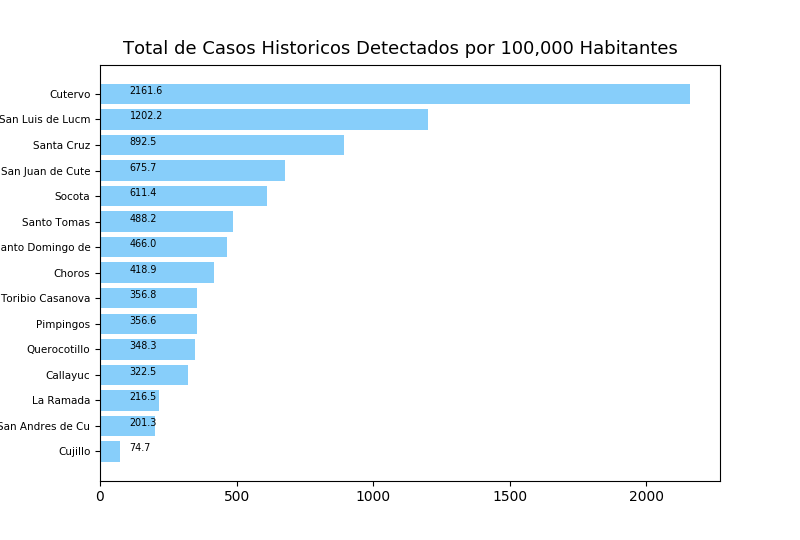 Total de Casos Historicos Detectados por 100,000 Habitantes
Cutervo 2161.6
San Luis de Lucm 1202.2
Santa Cruz 892.5
San Juan de Cute 675.7
Socota 611.4
Santo Tomas 488.2
anto Domingo de 466.0
Choros 418.9
Toribio Casanova 356.8
Pimpingos 356.6
Querocotillo 348.3
Callayuc 322.5
La Ramada 216.5
San Andres de Cu 201.3
Cujillo 74.7
0 500 1000 1500 2000